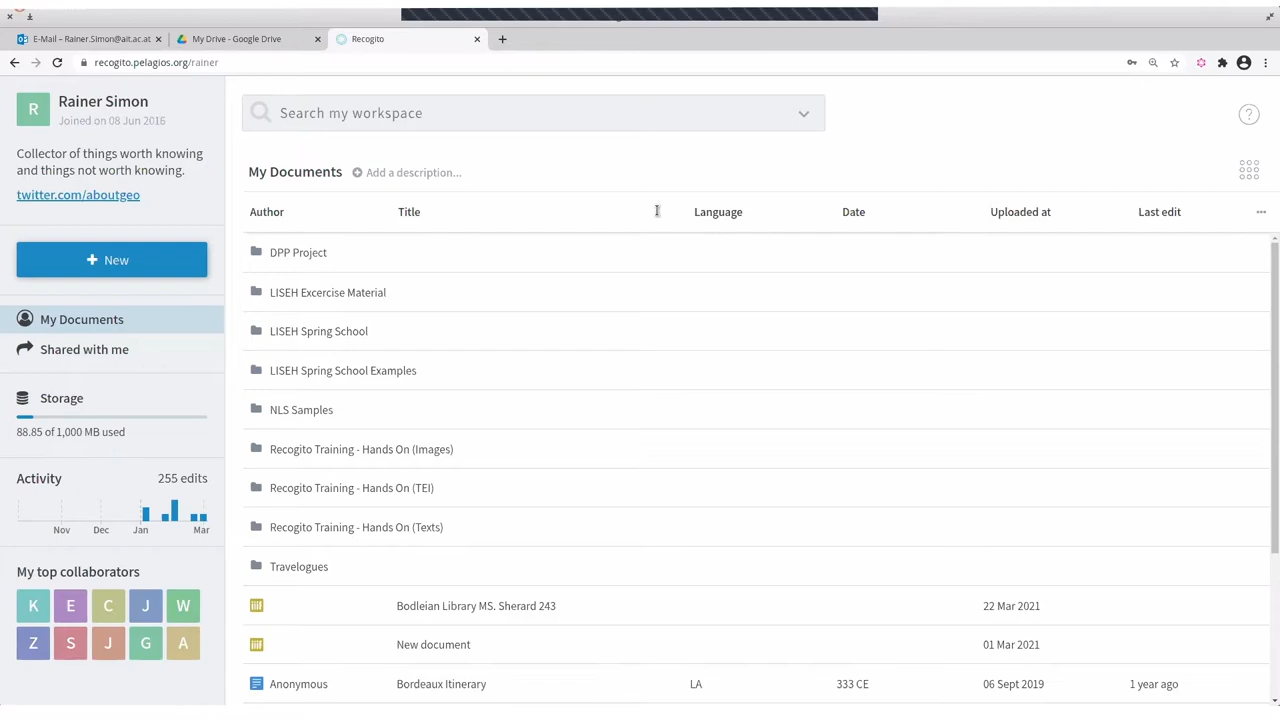 E-Mail – Rainer.Simon@ait.ac.at
My Drive - Google Drive
Recogito
recogito.pelagios.org/rainer
R
Rainer Simon
Joined on 08 Jun 2016
Collector of things worth knowing
and things not worth knowing.
twitter.com/aboutgeo
+ New
My Documents
Shared with me
Storage
88.85 of 1,000 MB used
Activity 255 edits
Nov Dec Jan Mar
My top collaborators
K E C J W
Z S J G A
Search my workspace
?
My Documents Add a description...
Author Title Language Date Uploaded at Last edit ...
DPP Project
LISEH Excercise Material
LISEH Spring School
LISEH Spring School Examples
NLS Samples
Recogito Training - Hands On (Images)
Recogito Training - Hands On (TEI)
Recogito Training - Hands On (Texts)
Travelogues
iiif Bodleian Library MS. Sherard 243 22 Mar 2021
iiif New document 01 Mar 2021
Anonymous Bordeaux Itinerary LA 333 CE 06 Sept 2019 1 year ago